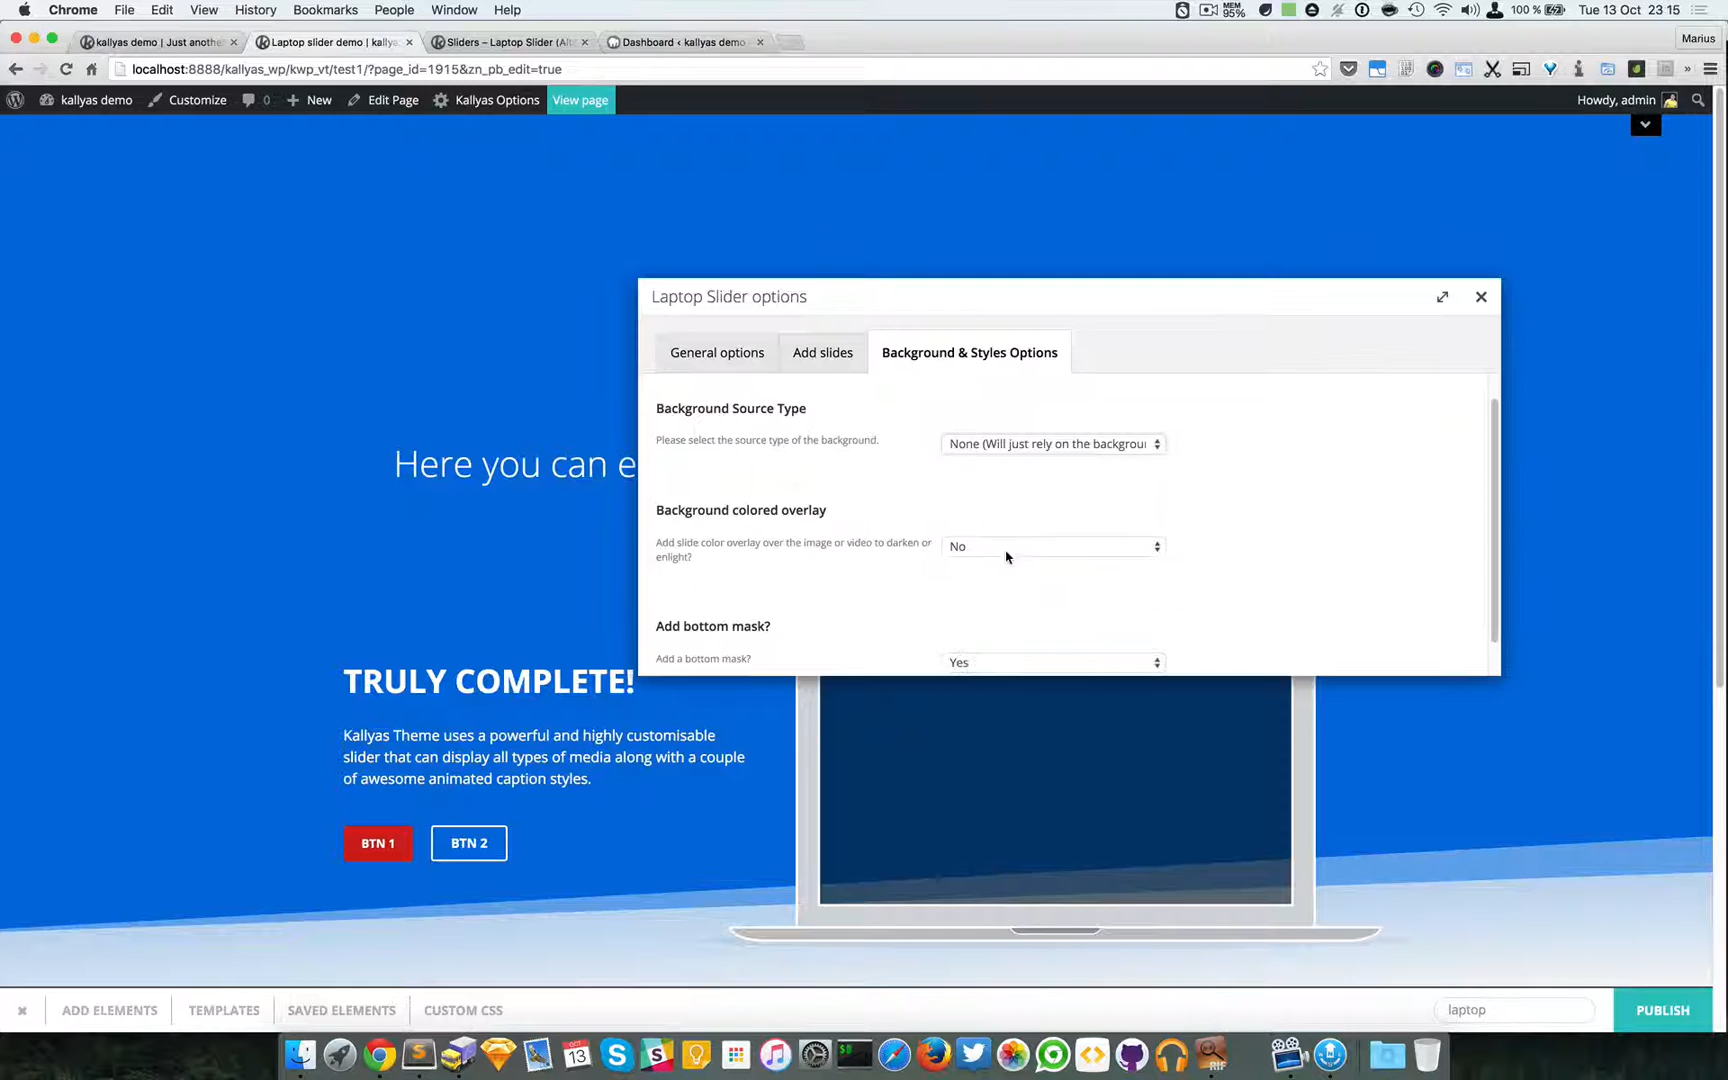 Chrome File Edit View History Bookmarks People Window Help MEM 95% 100 % Tue 13 Oct 23:15
kallyas demo | Just anothe Laptop slider demo | kallya Sliders – Laptop Slider (Alt Dashboard ‹ kallyas demo Marius
localhost:8888/kallyas_wp/kwp_vt/test1/?page_id=1915&zn_pb_edit=true
kallyas demo Customize 0 New Edit Page Kallyas Options View page Howdy, admin
Laptop Slider options
General options Add slides Background & Styles Options
Background Source Type
Please select the source type of the background. None (Will just rely on the backgrou
Here you can e
Background colored overlay
Add slide color overlay over the image or video to darken or
enlight?
No
Add bottom mask?
Add a bottom mask? Yes
TRULY COMPLETE!
Kallyas Theme uses a powerful and highly customisable
slider that can display all types of media along with a couple
of awesome animated caption styles.
BTN 1 BTN 2
ADD ELEMENTS TEMPLATES SAVED ELEMENTS CUSTOM CSS laptop PUBLISH
13
RIF